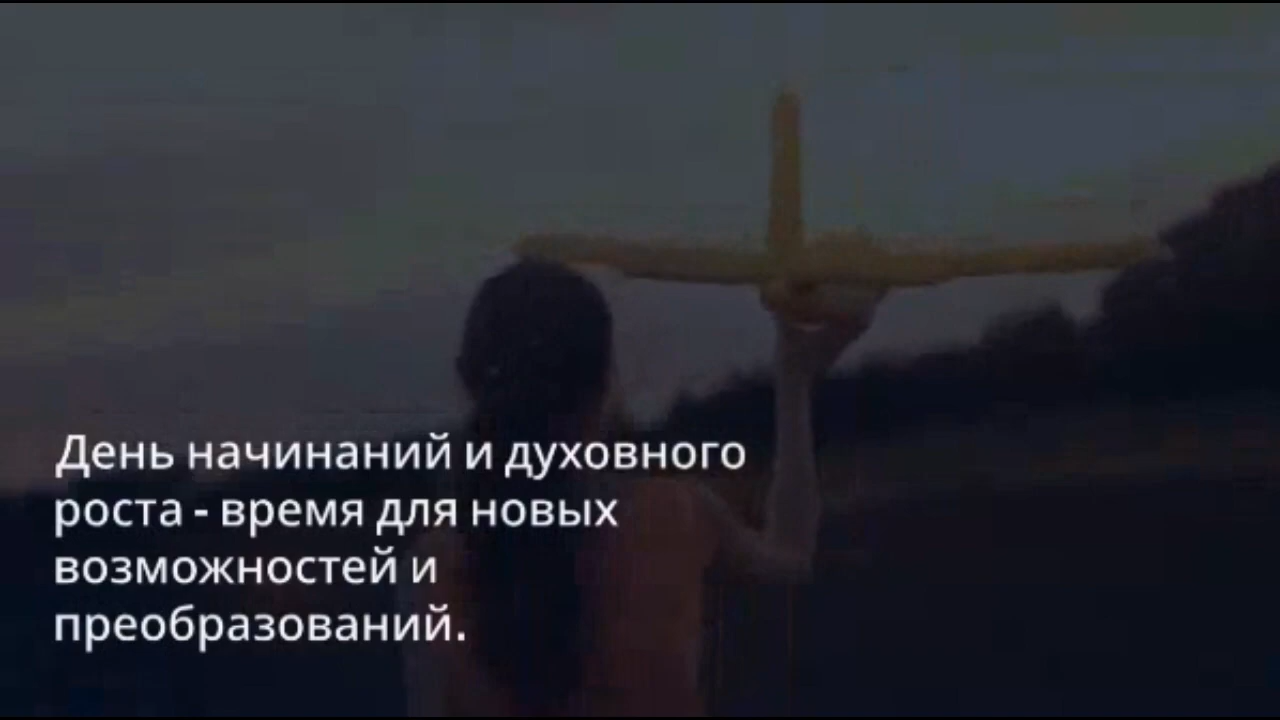 День начинаний и духовного
роста - время для новых
возможностей и
преобразований.